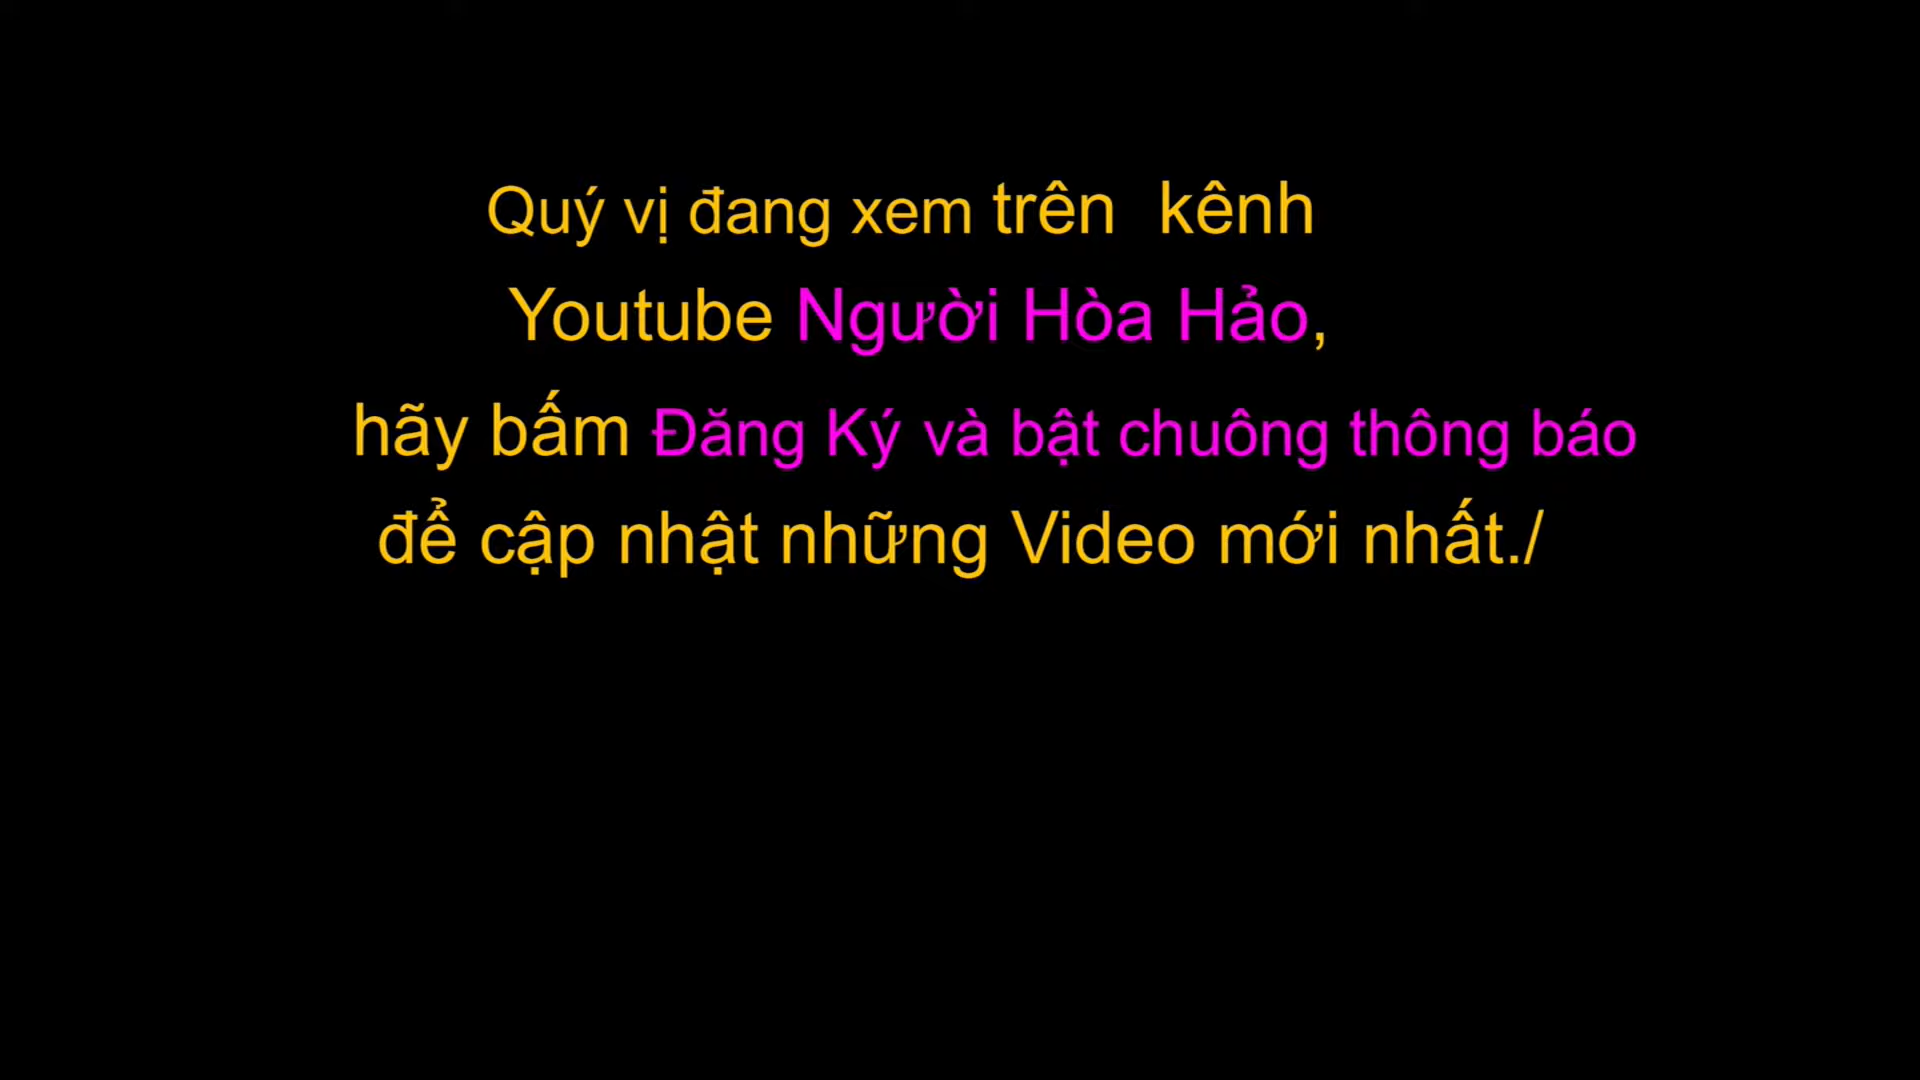 Quý vị đang xem trên  kênh
Youtube Người Hòa Hảo,
hãy bấm Đăng Ký và bật chuông thông báo
để cập nhật những Video mới nhất./